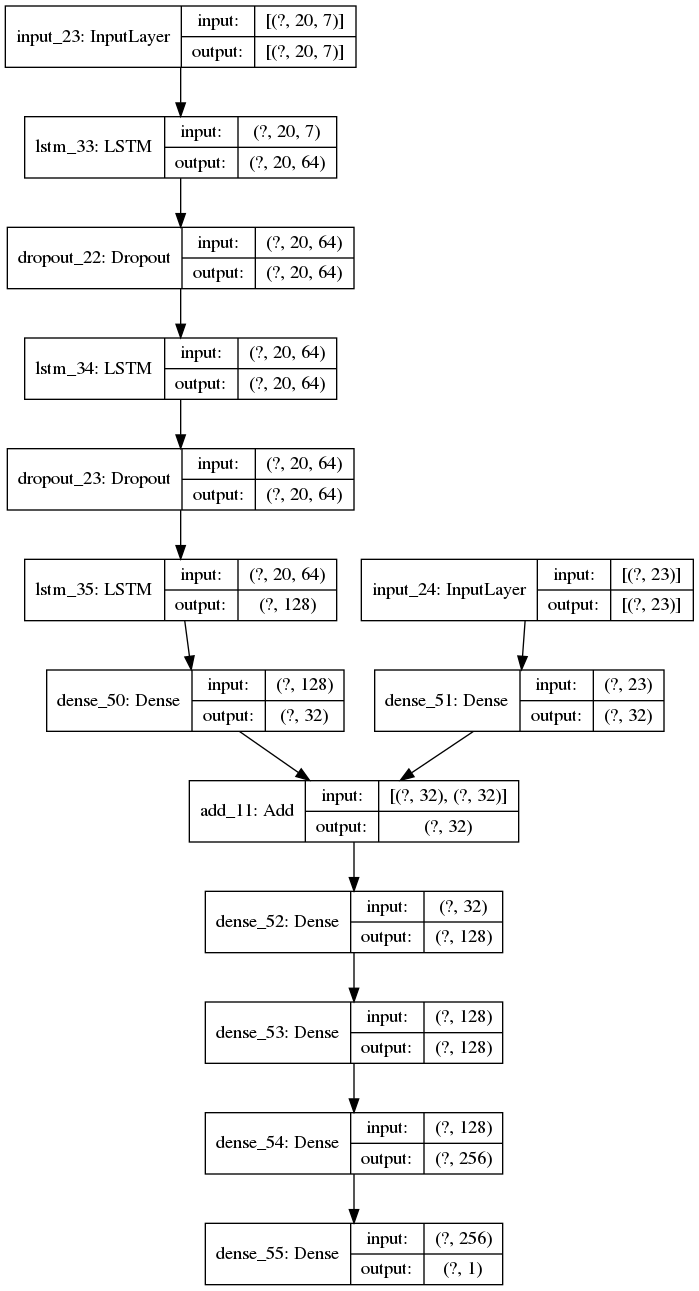 input_23: InputLayer input: [(?, 20, 7)]
output: [(?, 20, 7)]
lstm_33: LSTM input: (?, 20, 7)
output: (?, 20, 64)
dropout_22: Dropout input: (?, 20, 64)
output: (?, 20, 64)
lstm_34: LSTM input: (?, 20, 64)
output: (?, 20, 64)
dropout_23: Dropout input: (?, 20, 64)
output: (?, 20, 64)
lstm_35: LSTM input: (?, 20, 64)
output: (?, 128)
input_24: InputLayer input: [(?, 23)]
output: [(?, 23)]
dense_50: Dense input: (?, 128)
output: (?, 32)
dense_51: Dense input: (?, 23)
output: (?, 32)
add_11: Add input: [(?, 32), (?, 32)]
output: (?, 32)
dense_52: Dense input: (?, 32)
output: (?, 128)
dense_53: Dense input: (?, 128)
output: (?, 128)
dense_54: Dense input: (?, 128)
output: (?, 256)
dense_55: Dense input: (?, 256)
output: (?, 1)